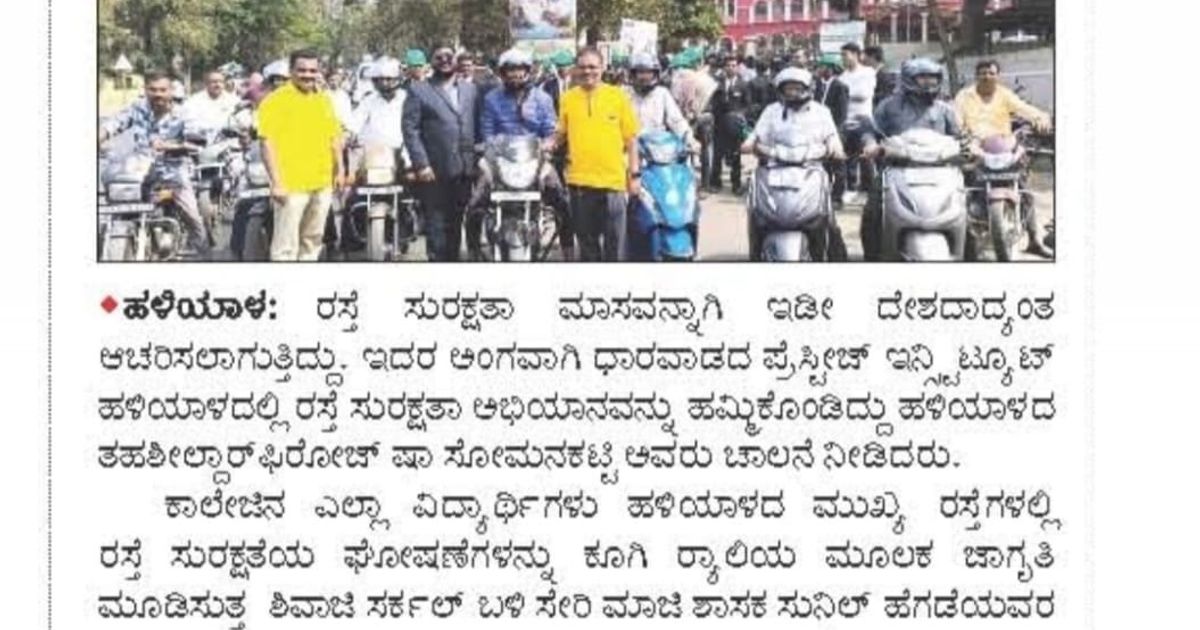 ಹಳಿಯಾಳ: ರಸ್ತೆ ಸುರಕ್ಷತಾ ಮಾಸವನ್ನಾಗಿ ಇಡೀ ದೇಶದಾದ್ಯಂತ
ಆಚರಿಸಲಾಗುತ್ತಿದ್ದು. ಇದರ ಅಂಗವಾಗಿ ಧಾರವಾಡದ ಪ್ರೆಸ್ಟೀಜ್ ಇನ್ಸ್ಟಿಟ್ಯೂಟ್
ಹಳಿಯಾಳದಲ್ಲಿ ರಸ್ತೆ ಸುರಕ್ಷತಾ ಅಭಿಯಾನವನ್ನು ಹಮ್ಮಿಕೊಂಡಿದ್ದು ಹಳಿಯಾಳದ
ತಹಶೀಲ್ದಾರ್ ಫಿರೋಜ್ ಷಾ ಸೋಮನಕಟ್ಟಿ ಅವರು ಚಾಲನೆ ನೀಡಿದರು.
ಕಾಲೇಜಿನ ಎಲ್ಲಾ ವಿದ್ಯಾರ್ಥಿಗಳು ಹಳಿಯಾಳದ ಮುಖ್ಯ ರಸ್ತೆಗಳಲ್ಲಿ
ರಸ್ತೆ ಸುರಕ್ಷತೆಯ ಘೋಷಣೆಗಳನ್ನು ಕೂಗಿ ರ‍್ಯಾಲಿಯ ಮೂಲಕ ಜಾಗೃತಿ
ಮೂಡಿಸುತ್ತ ಶಿವಾಜಿ ಸರ್ಕಲ್ ಬಳಿ ಸೇರಿ ಮಾಜಿ ಶಾಸಕ ಸುನಿಲ್ ಹೆಗಡೆಯವರ